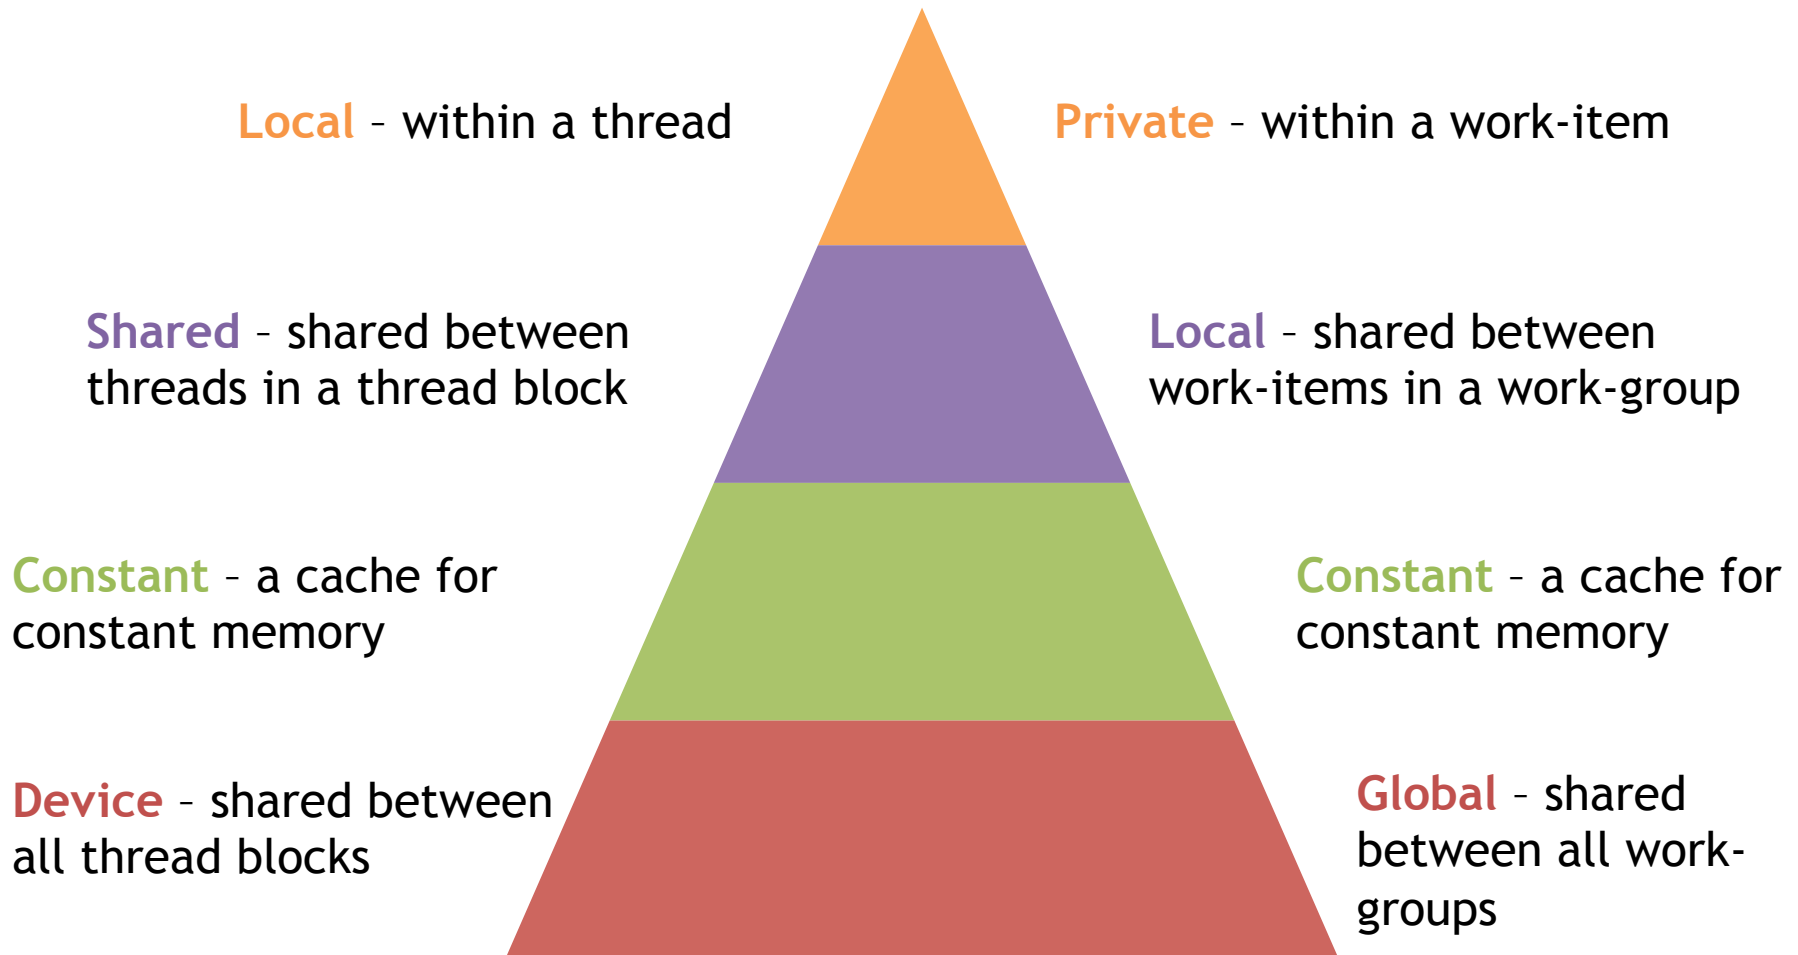 Local – within a thread
Private – within a work-item
Shared – shared between
threads in a thread block
Local – shared between
work-items in a work-group
Constant – a cache for
constant memory
Constant – a cache for
constant memory
Device – shared between
all thread blocks
Global – shared
between all work-
groups